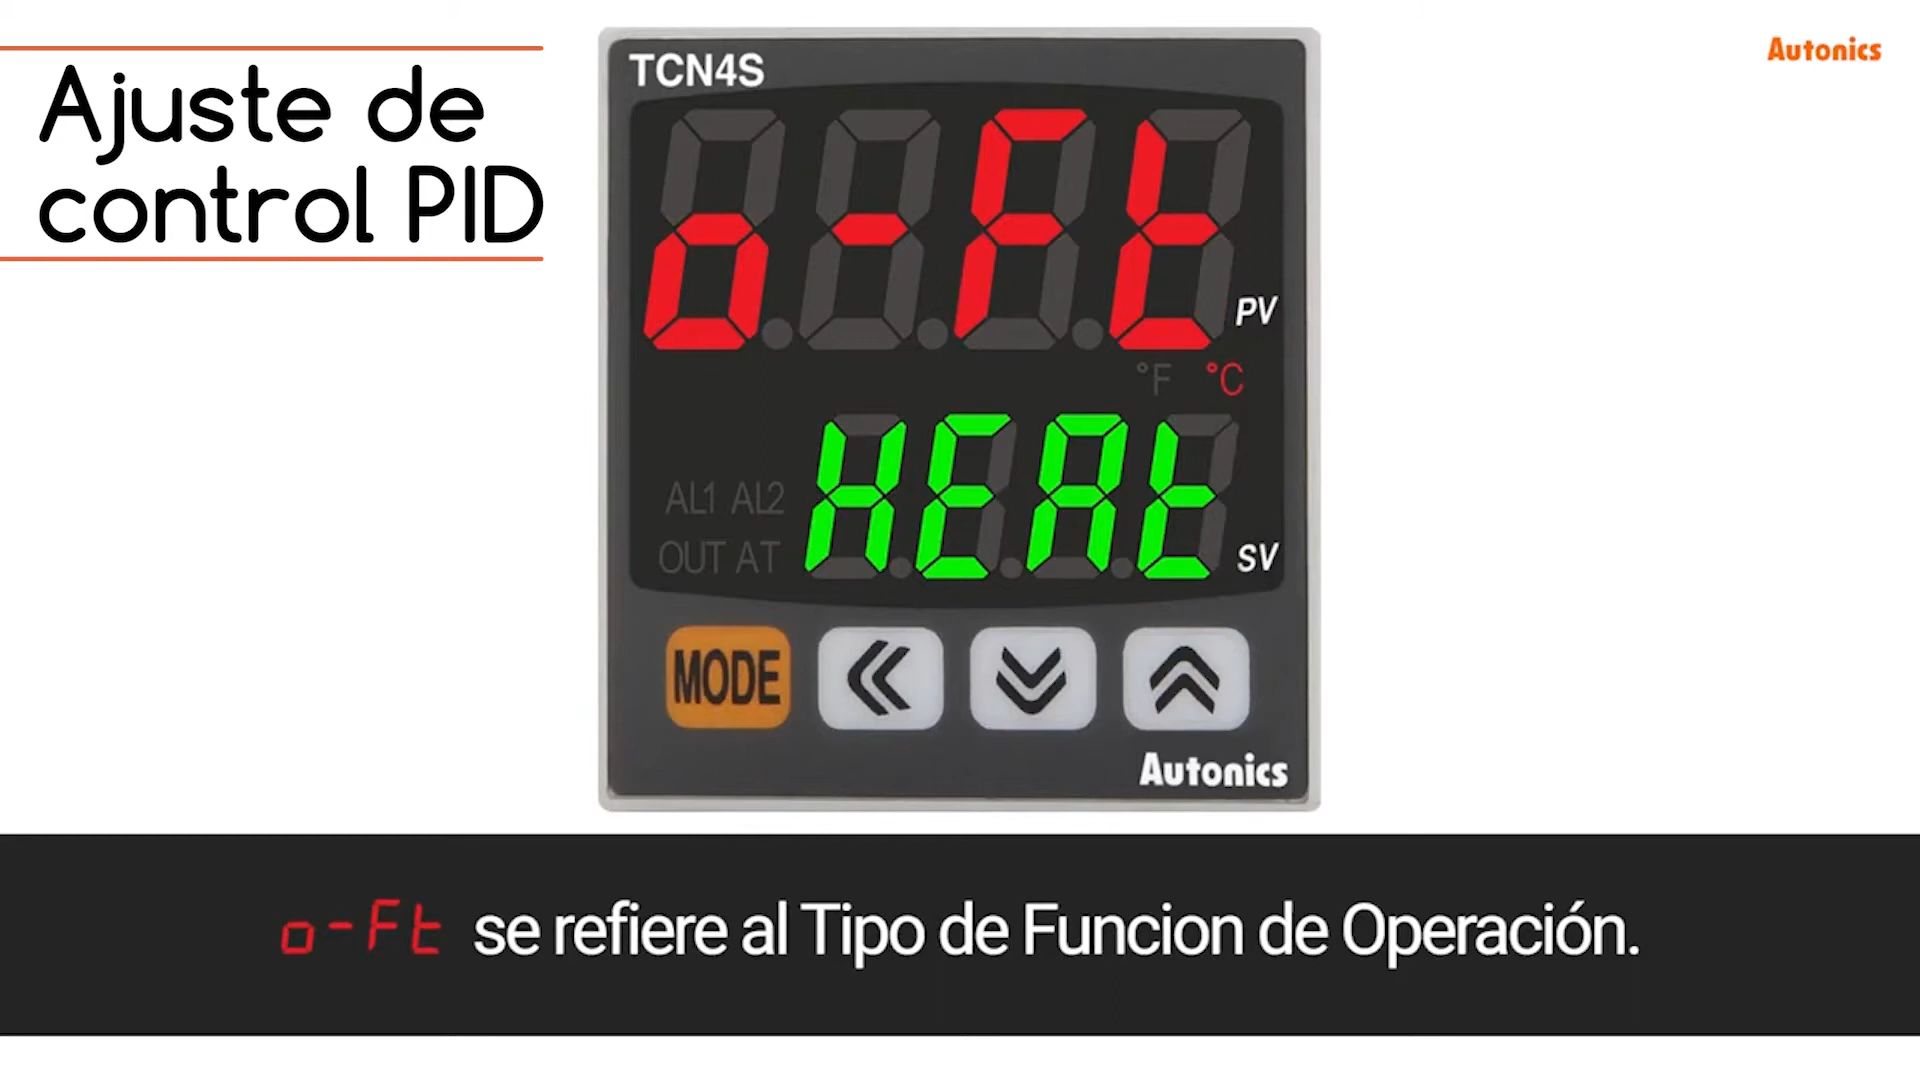 Ajuste de
control PID
Autonics
TCN4S
o-Ft
PV
°F °C
HEAt
AL1 AL2
OUT AT
SV
MODE
Autonics
o-Ft se refiere al Tipo de Funcion de Operación.